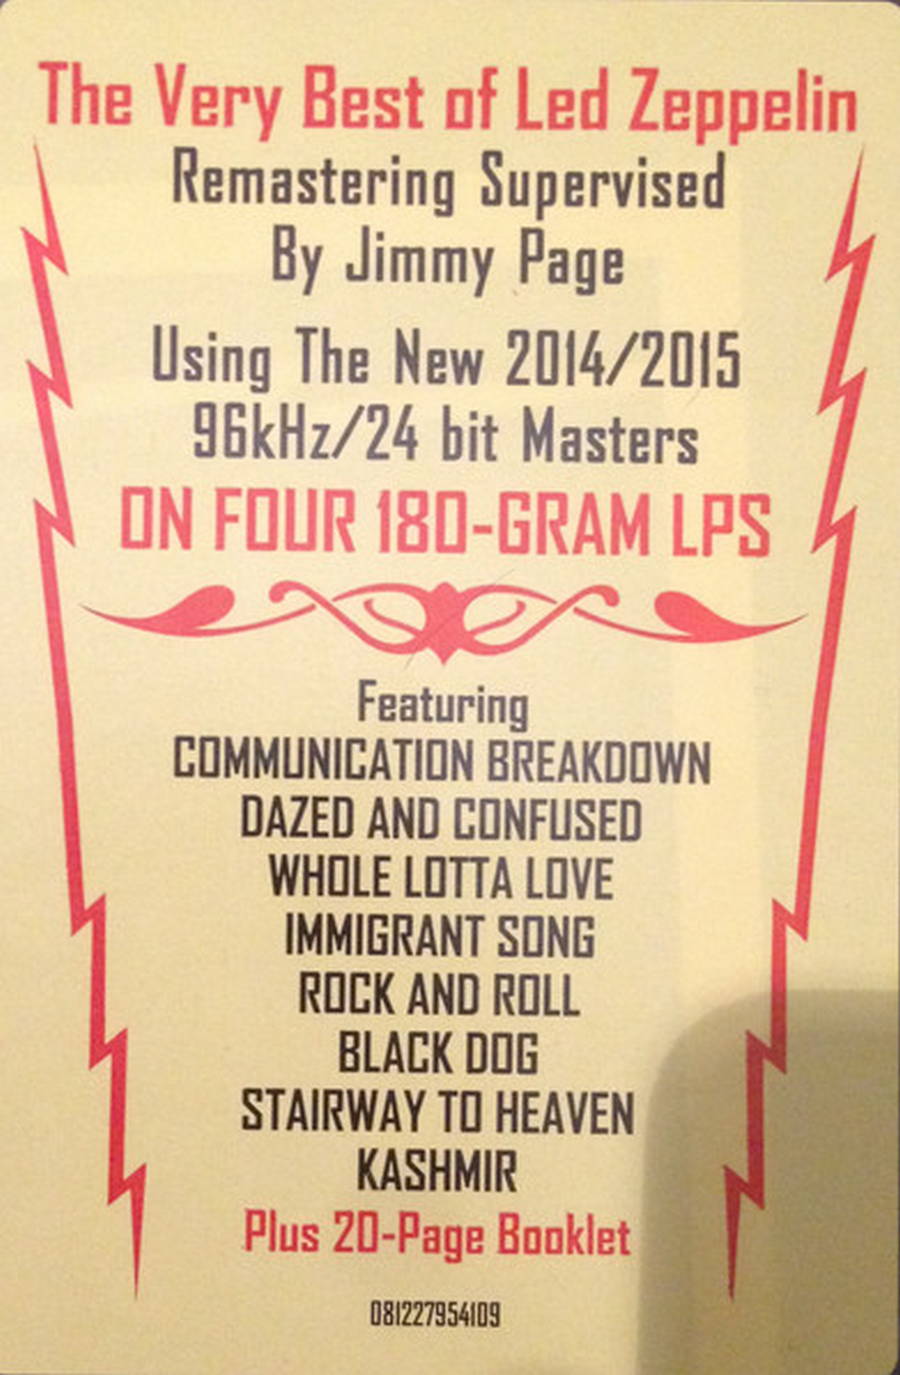 The Very Best of Led Zeppelin
Remastering Supervised
By Jimmy Page
Using The New 2014/2015
96kHz/24 bit Masters
ON FOUR 180-GRAM LPS
Featuring
COMMUNICATION BREAKDOWN
DAZED AND CONFUSED
WHOLE LOTTA LOVE
IMMIGRANT SONG
ROCK AND ROLL
BLACK DOG
STAIRWAY TO HEAVEN
KASHMIR
Plus 20-Page Booklet
081227954109